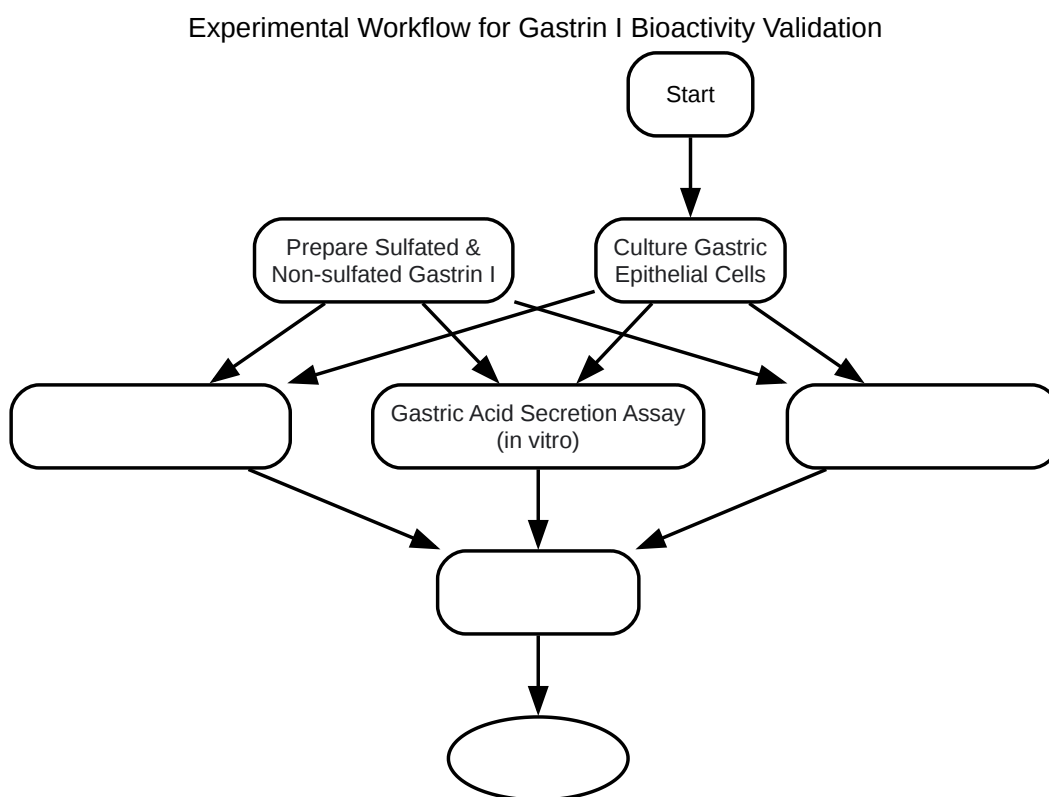 Experimental Workflow for Gastrin I Bioactivity Validation
Start
Prepare Sulfated &
Non-sulfated Gastrin I
Culture Gastric
Epithelial Cells
Gastric Acid Secretion Assay
(in vitro)